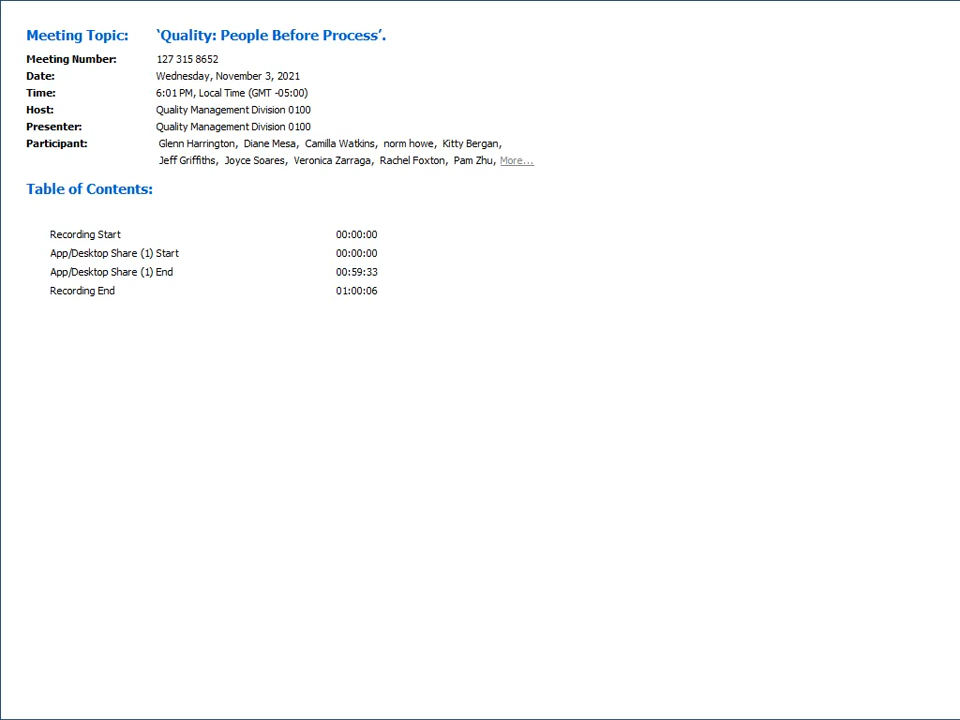 Meeting Topic: ‘Quality: People Before Process’.
Meeting Number: 127 315 8652
Date: Wednesday, November 3, 2021
Time: 6:01 PM, Local Time (GMT -05:00)
Host: Quality Management Division 0100
Presenter: Quality Management Division 0100
Participant: Glenn Harrington, Diane Mesa, Camilla Watkins, norm howe, Kitty Bergan,
Jeff Griffiths, Joyce Soares, Veronica Zarraga, Rachel Foxton, Pam Zhu, More...
Table of Contents:
Recording Start 00:00:00
App/Desktop Share (1) Start 00:00:00
App/Desktop Share (1) End 00:59:33
Recording End 01:00:06